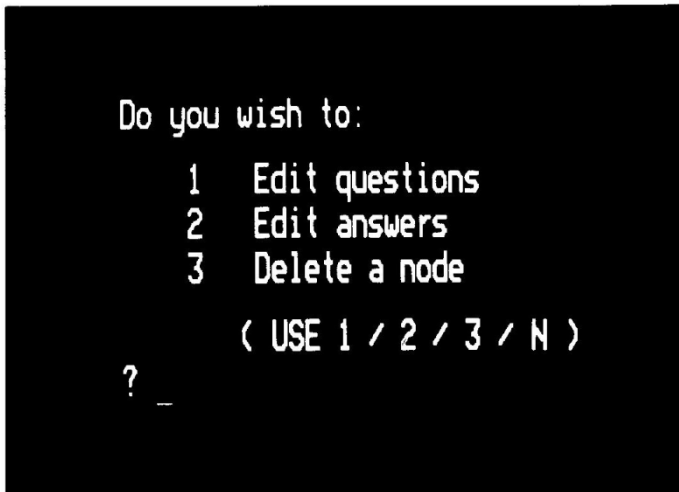 Do you wish to:
1 Edit questions
2 Edit answers
3 Delete a node
( USE 1 / 2 / 3 / N )
? _